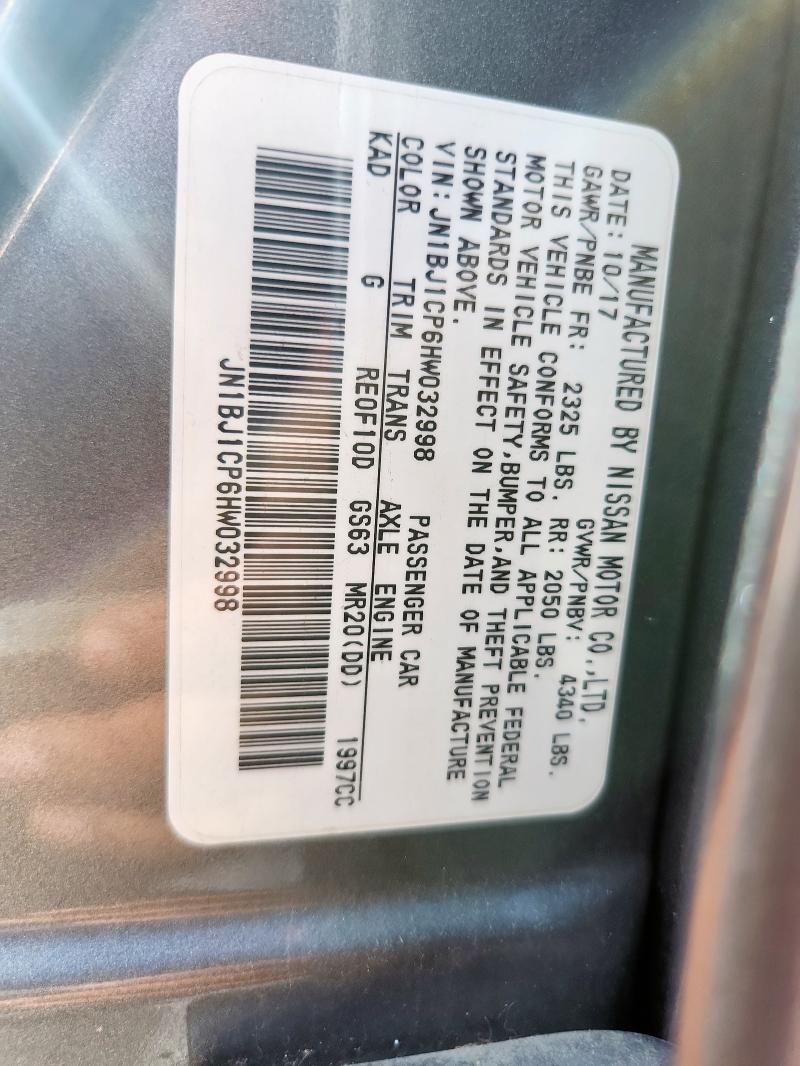 MANUFACTURED BY NISSAN MOTOR CO.,LTD.
DATE: 10/17 GVWR/PNBV: 4340 LBS.
GAWR/PNBE FR: 2325 LBS. RR: 2050 LBS.
THIS VEHICLE CONFORMS TO ALL APPLICABLE FEDERAL
MOTOR VEHICLE SAFETY,BUMPER,AND THEFT PREVENTION
STANDARDS IN EFFECT ON THE DATE OF MANUFACTURE
SHOWN ABOVE.
VIN:JN1BJ1CP6HW032998 PASSENGER CAR
COLOR TRIM TRANS AXLE ENGINE
KAD G RE0F10D GS63 MR20(DD) 1997CC
JN1BJ1CP6HW032998